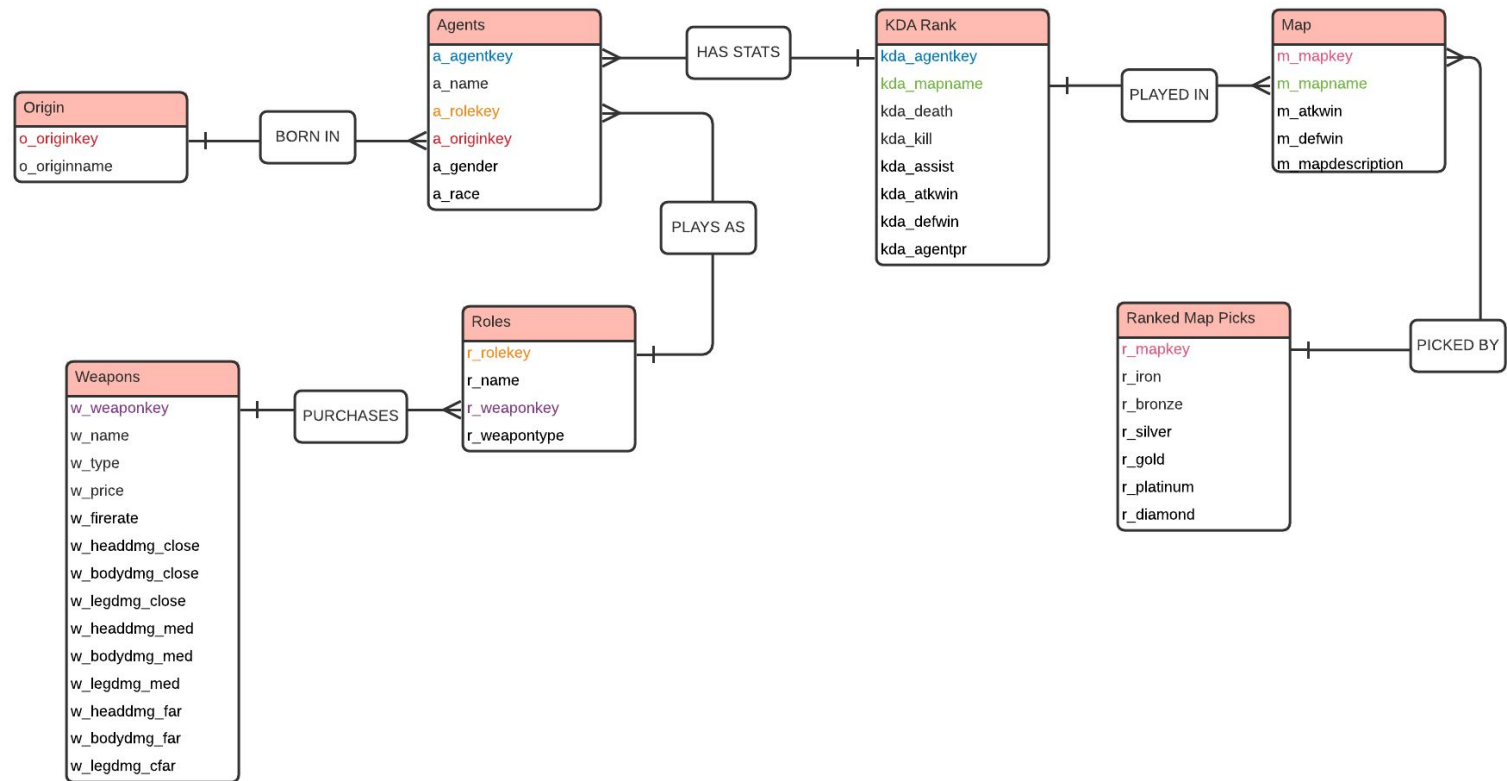 Origin
o_originkey
o_originname
BORN IN
Agents
a_agentkey
a_name
a_rolekey
a_originkey
a_gender
a_race
HAS STATS
KDA Rank
kda_agentkey
kda_mapname
kda_death
kda_kill
kda_assist
kda_atkwin
kda_defwin
kda_agentpr
PLAYED IN
Map
m_mapkey
m_mapname
m_atkwin
m_defwin
m_mapdescription
PLAYS AS
Weapons
w_weaponkey
w_name
w_type
w_price
w_firerate
w_headdmg_close
w_bodydmg_close
w_legdmg_close
w_headdmg_med
w_bodydmg_med
w_legdmg_med
w_headdmg_far
w_bodydmg_far
w_legdmg_cfar
PURCHASES
Roles
r_rolekey
r_name
r_weaponkey
r_weapontype
Ranked Map Picks
r_mapkey
r_iron
r_bronze
r_silver
r_gold
r_platinum
r_diamond
PICKED BY